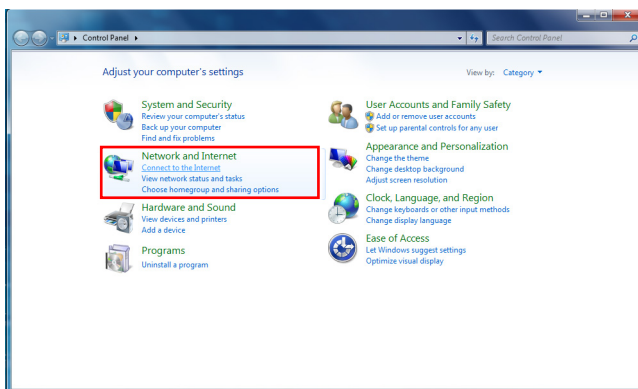 Control Panel
Search Control Panel
Adjust your computer's settings
View by: Category
System and Security
Review your computer's status
Back up your computer
Find and fix problems
Network and Internet
Connect to the Internet
View network status and tasks
Choose homegroup and sharing options
Hardware and Sound
View devices and printers
Add a device
Programs
Uninstall a program
User Accounts and Family Safety
Add or remove user accounts
Set up parental controls for any user
Appearance and Personalization
Change the theme
Change desktop background
Adjust screen resolution
Clock, Language, and Region
Change keyboards or other input methods
Change display language
Ease of Access
Let Windows suggest settings
Optimize visual display